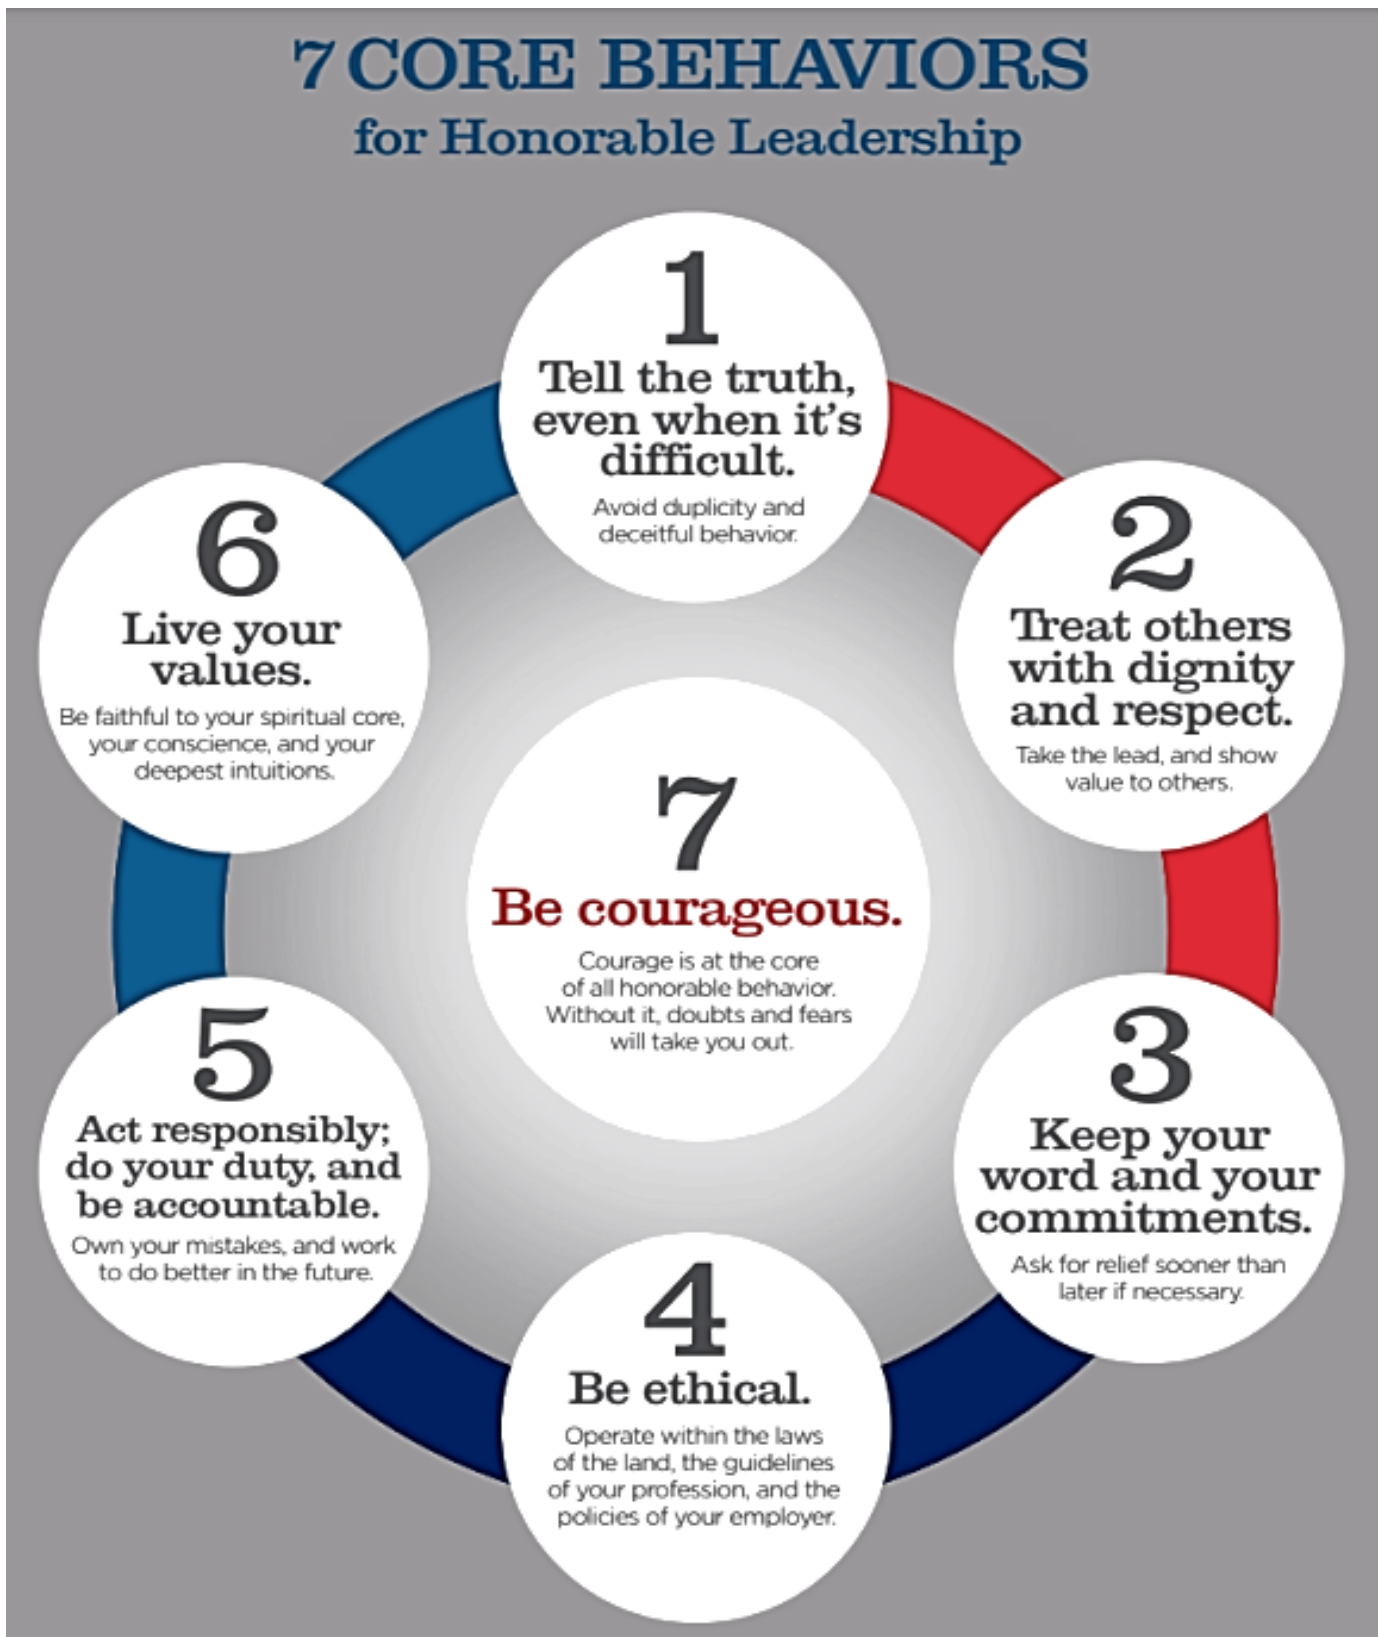 7 CORE BEHAVIORS
for Honorable Leadership
1
Tell the truth,
even when it's
difficult.
Avoid duplicity and
deceitful behavior.
2
Treat others
with dignity
and respect.
Take the lead, and show
value to others.
3
Keep your
word and your
commitments.
Ask for relief sooner than
later if necessary.
4
Be ethical.
Operate within the laws
of the land, the guidelines
of your profession, and the
policies of your employer.
5
Act responsibly;
do your duty, and
be accountable.
Own your mistakes, and work
to do better in the future.
6
Live your
values.
Be faithful to your spiritual core,
your conscience, and your
deepest intuitions.
7
Be courageous.
Courage is at the core
of all honorable behavior.
Without it, doubts and fears
will take you out.